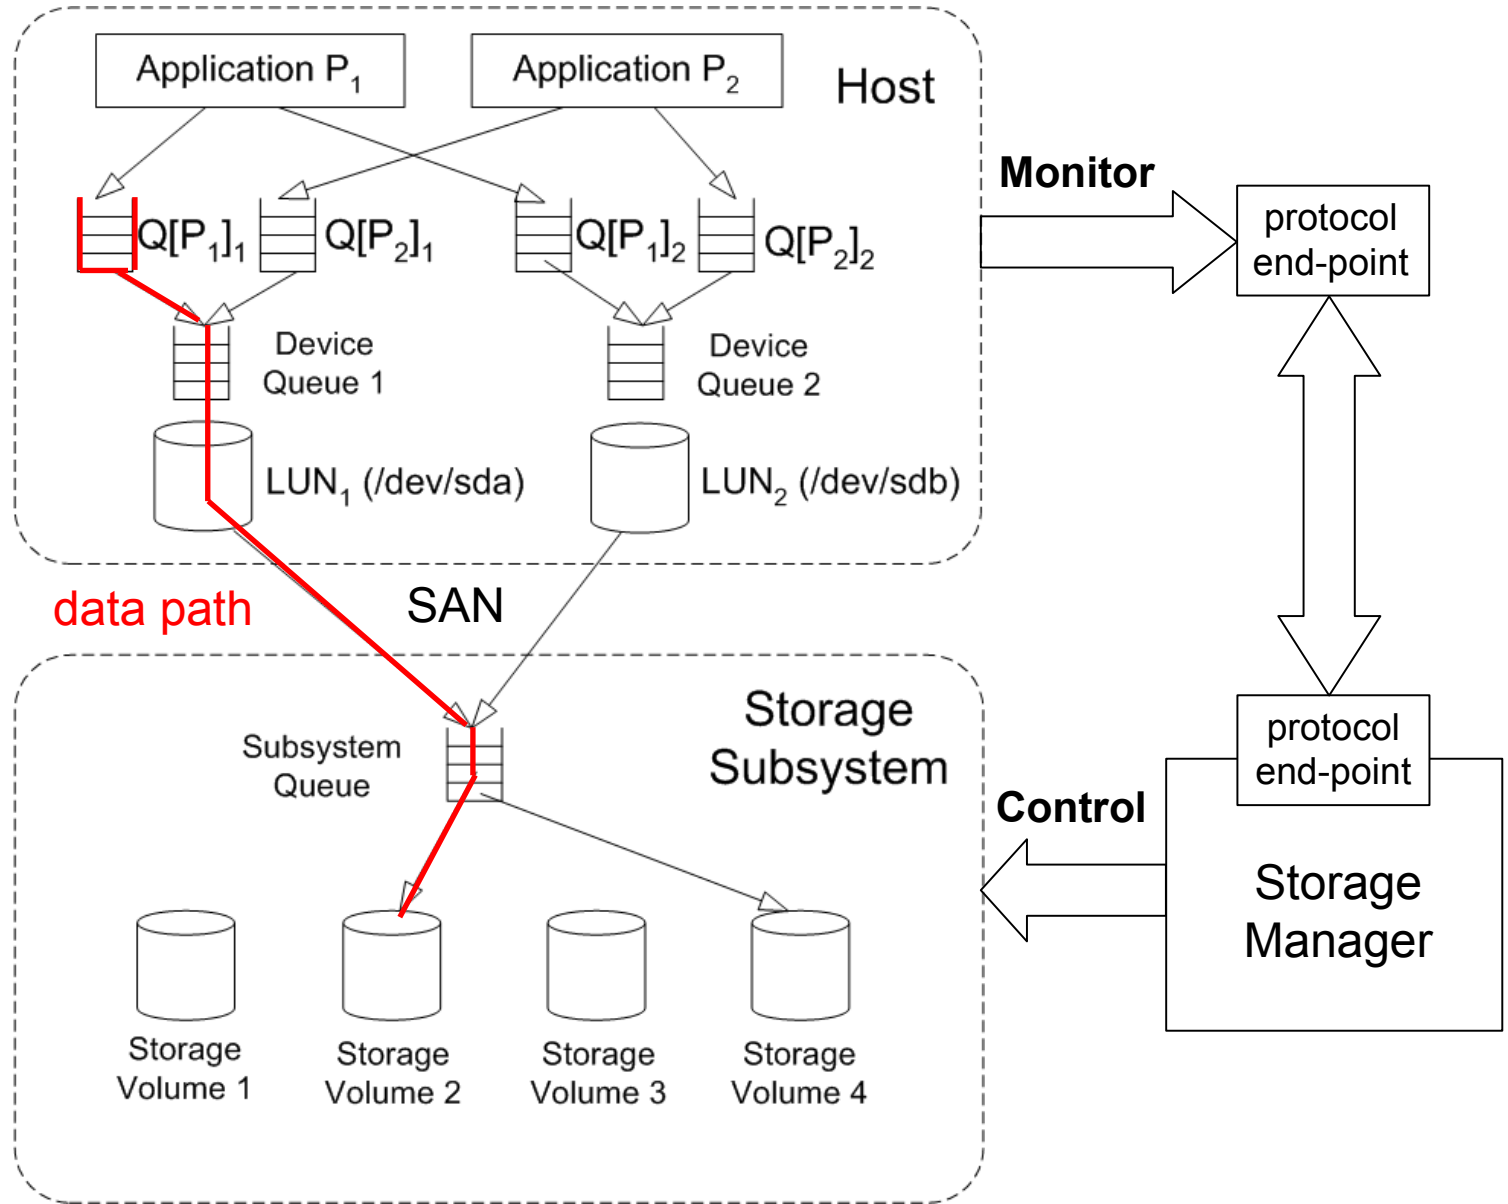 Application P1
Application P2
Host
Monitor
protocol
end-point
Q[P1]1
Q[P2]1
Q[P1]2
Q[P2]2
Device
Queue 1
Device
Queue 2
LUN1 (/dev/sda)
LUN2 (/dev/sdb)
data path
SAN
Storage
Subsystem
Subsystem
Queue
protocol
end-point
Control
Storage
Manager
Storage
Volume 1
Storage
Volume 2
Storage
Volume 3
Storage
Volume 4